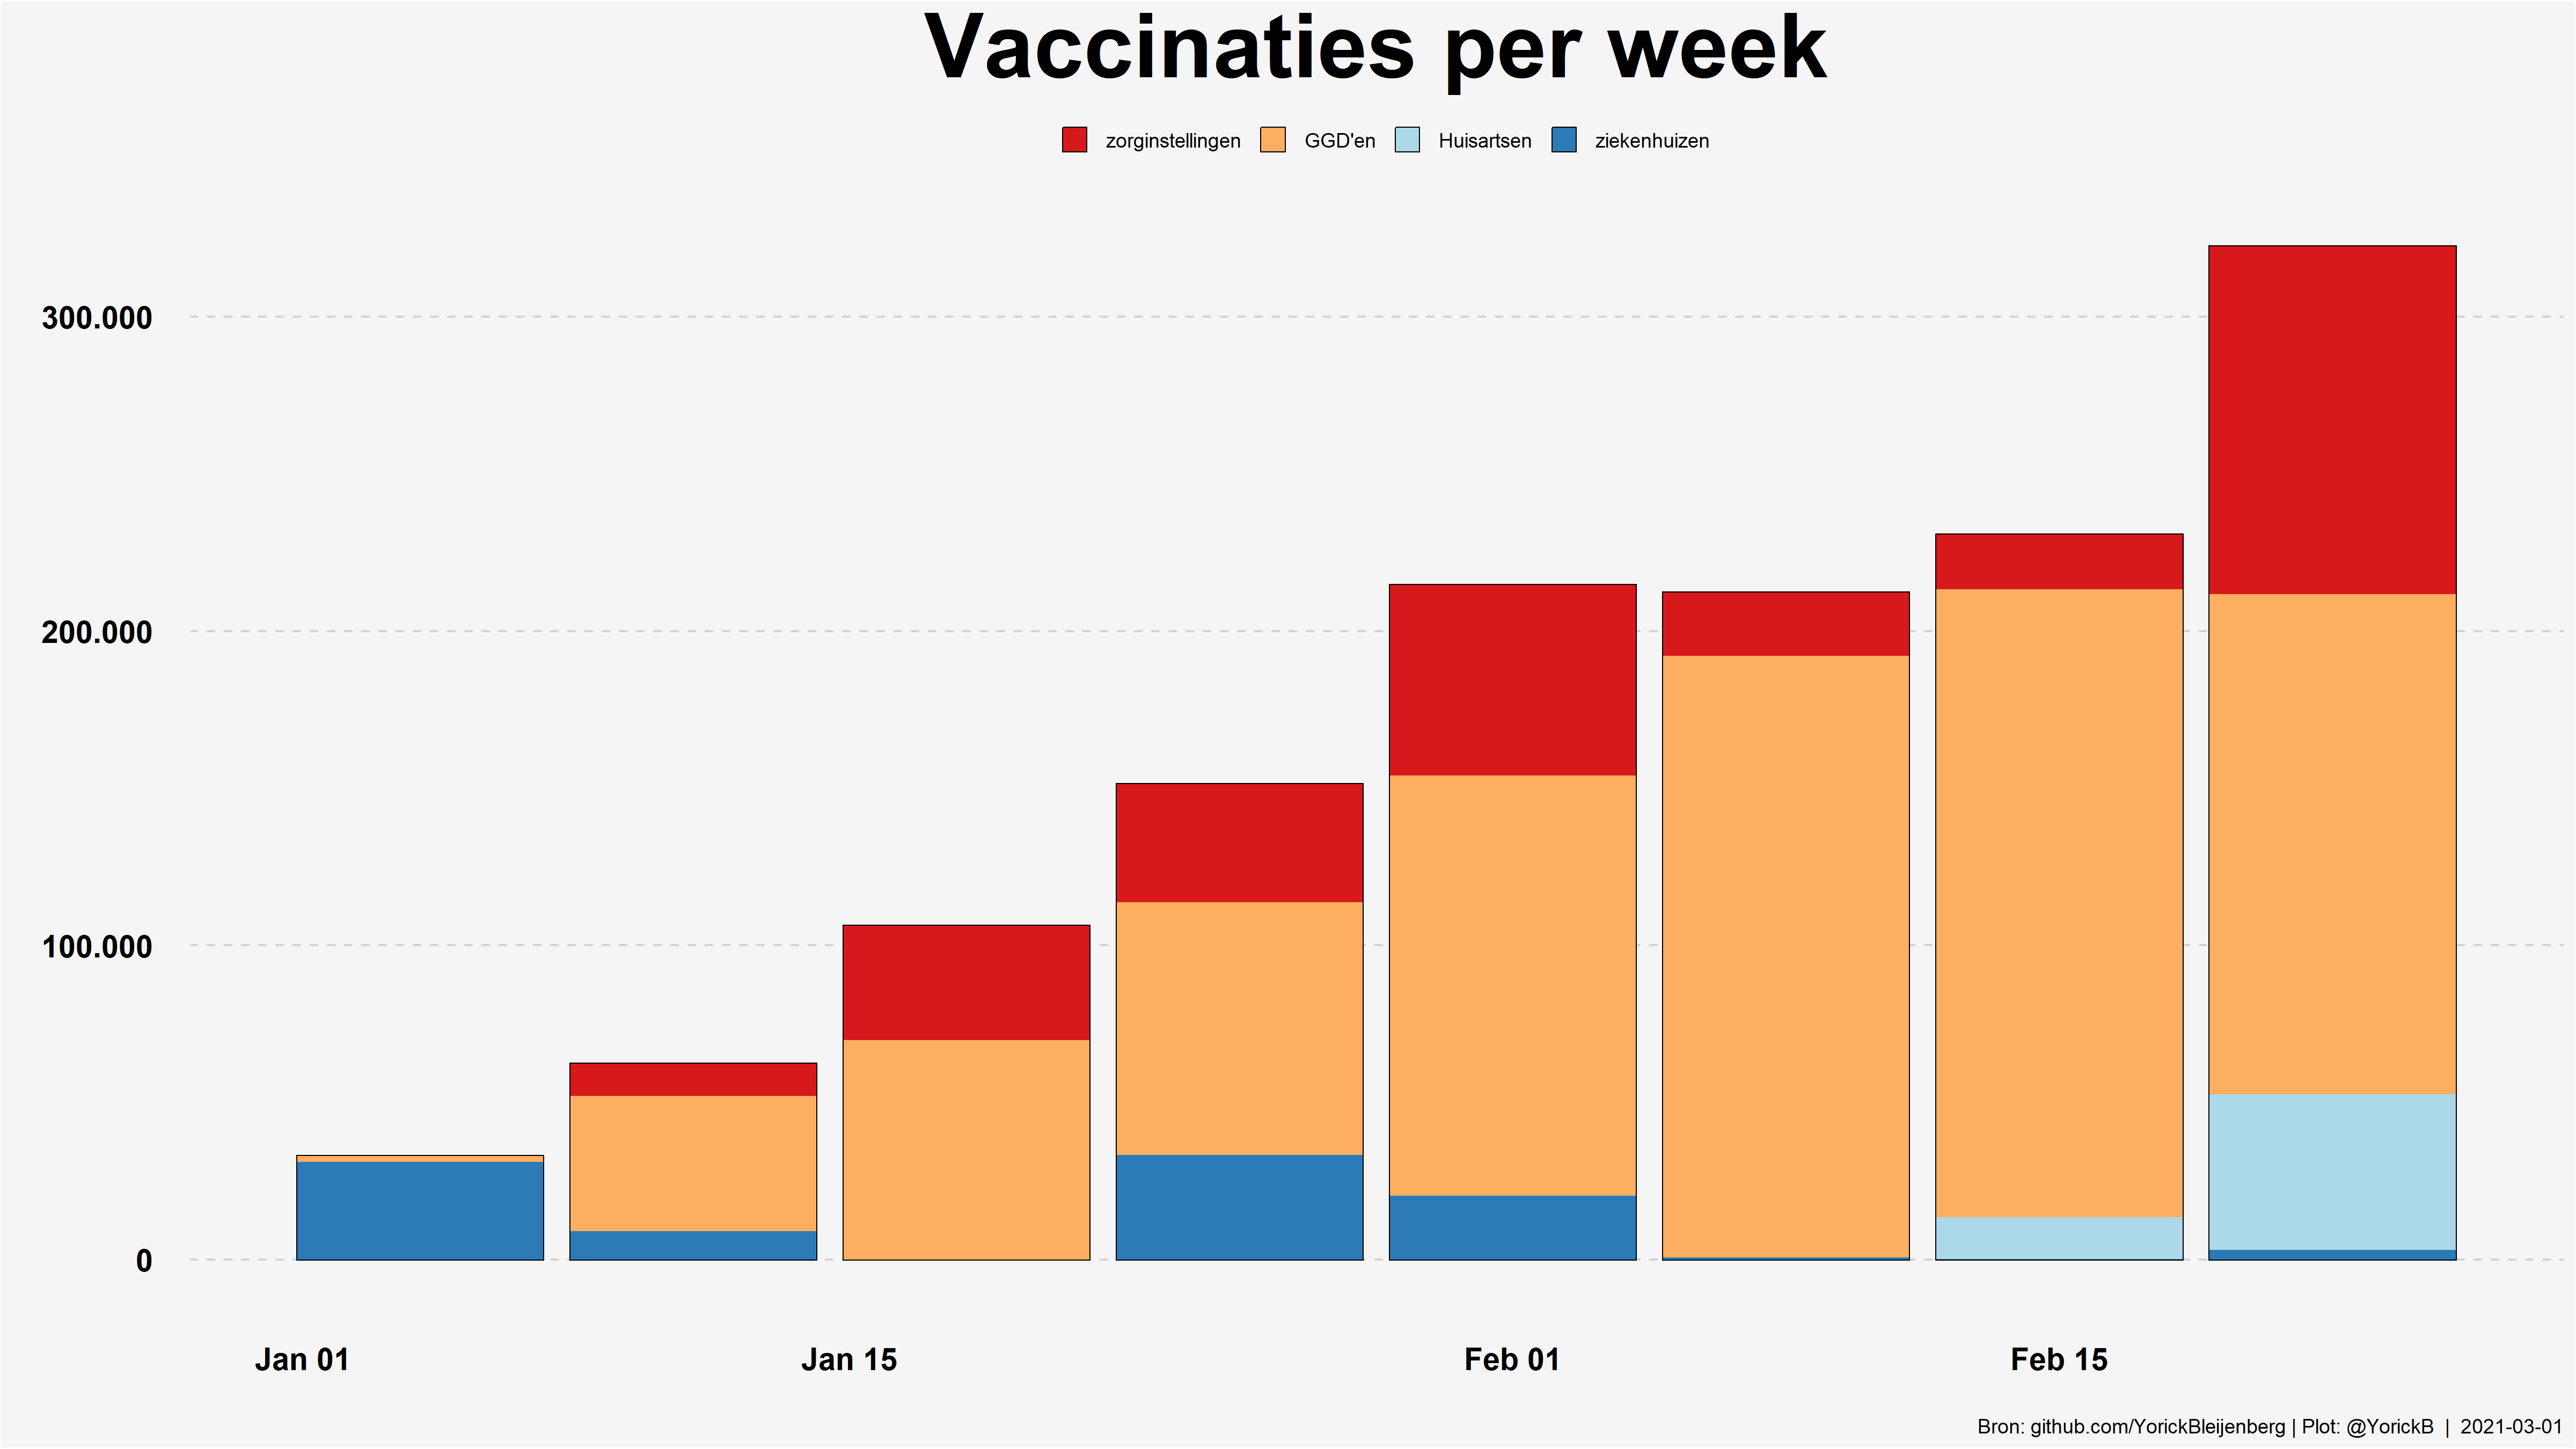 Vaccinaties per week
zorginstellingen GGD'en Huisartsen ziekenhuizen
300.000
200.000
100.000
0
Jan 01 Jan 15 Feb 01 Feb 15
Bron: github.com/YorickBleijenberg | Plot: @YorickB | 2021-03-01